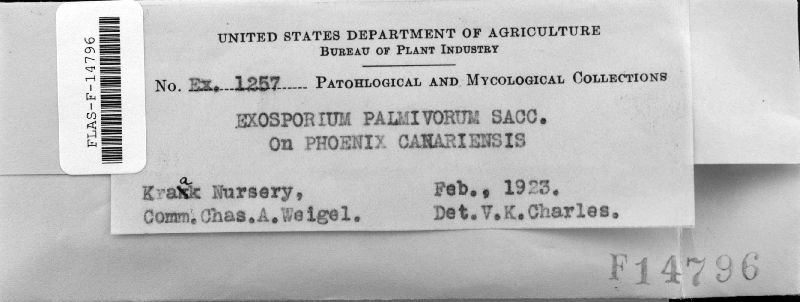 FLAS-F-14796
UNITED STATES DEPARTMENT OF AGRICULTURE
BUREAU OF PLANT INDUSTRY
No. Ex. 1257 PATOHLOGICAL AND MYCOLOGICAL COLLECTIONS
EXOSPORIUM PALMIVORUM SACC.
On PHOENIX CANARIENSIS
Kraak Nursery, Feb., 1923.
Comm. Chas.A.Weigel. Det.V.K.Charles.
F14796